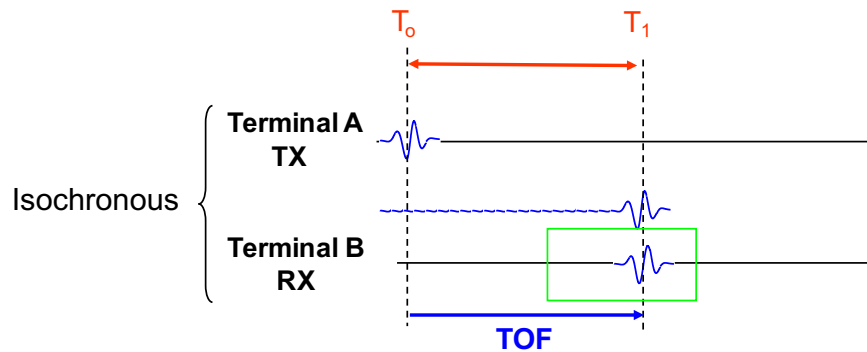 To T1
Terminal A
TX
Isochronous
Terminal B
RX
TOF